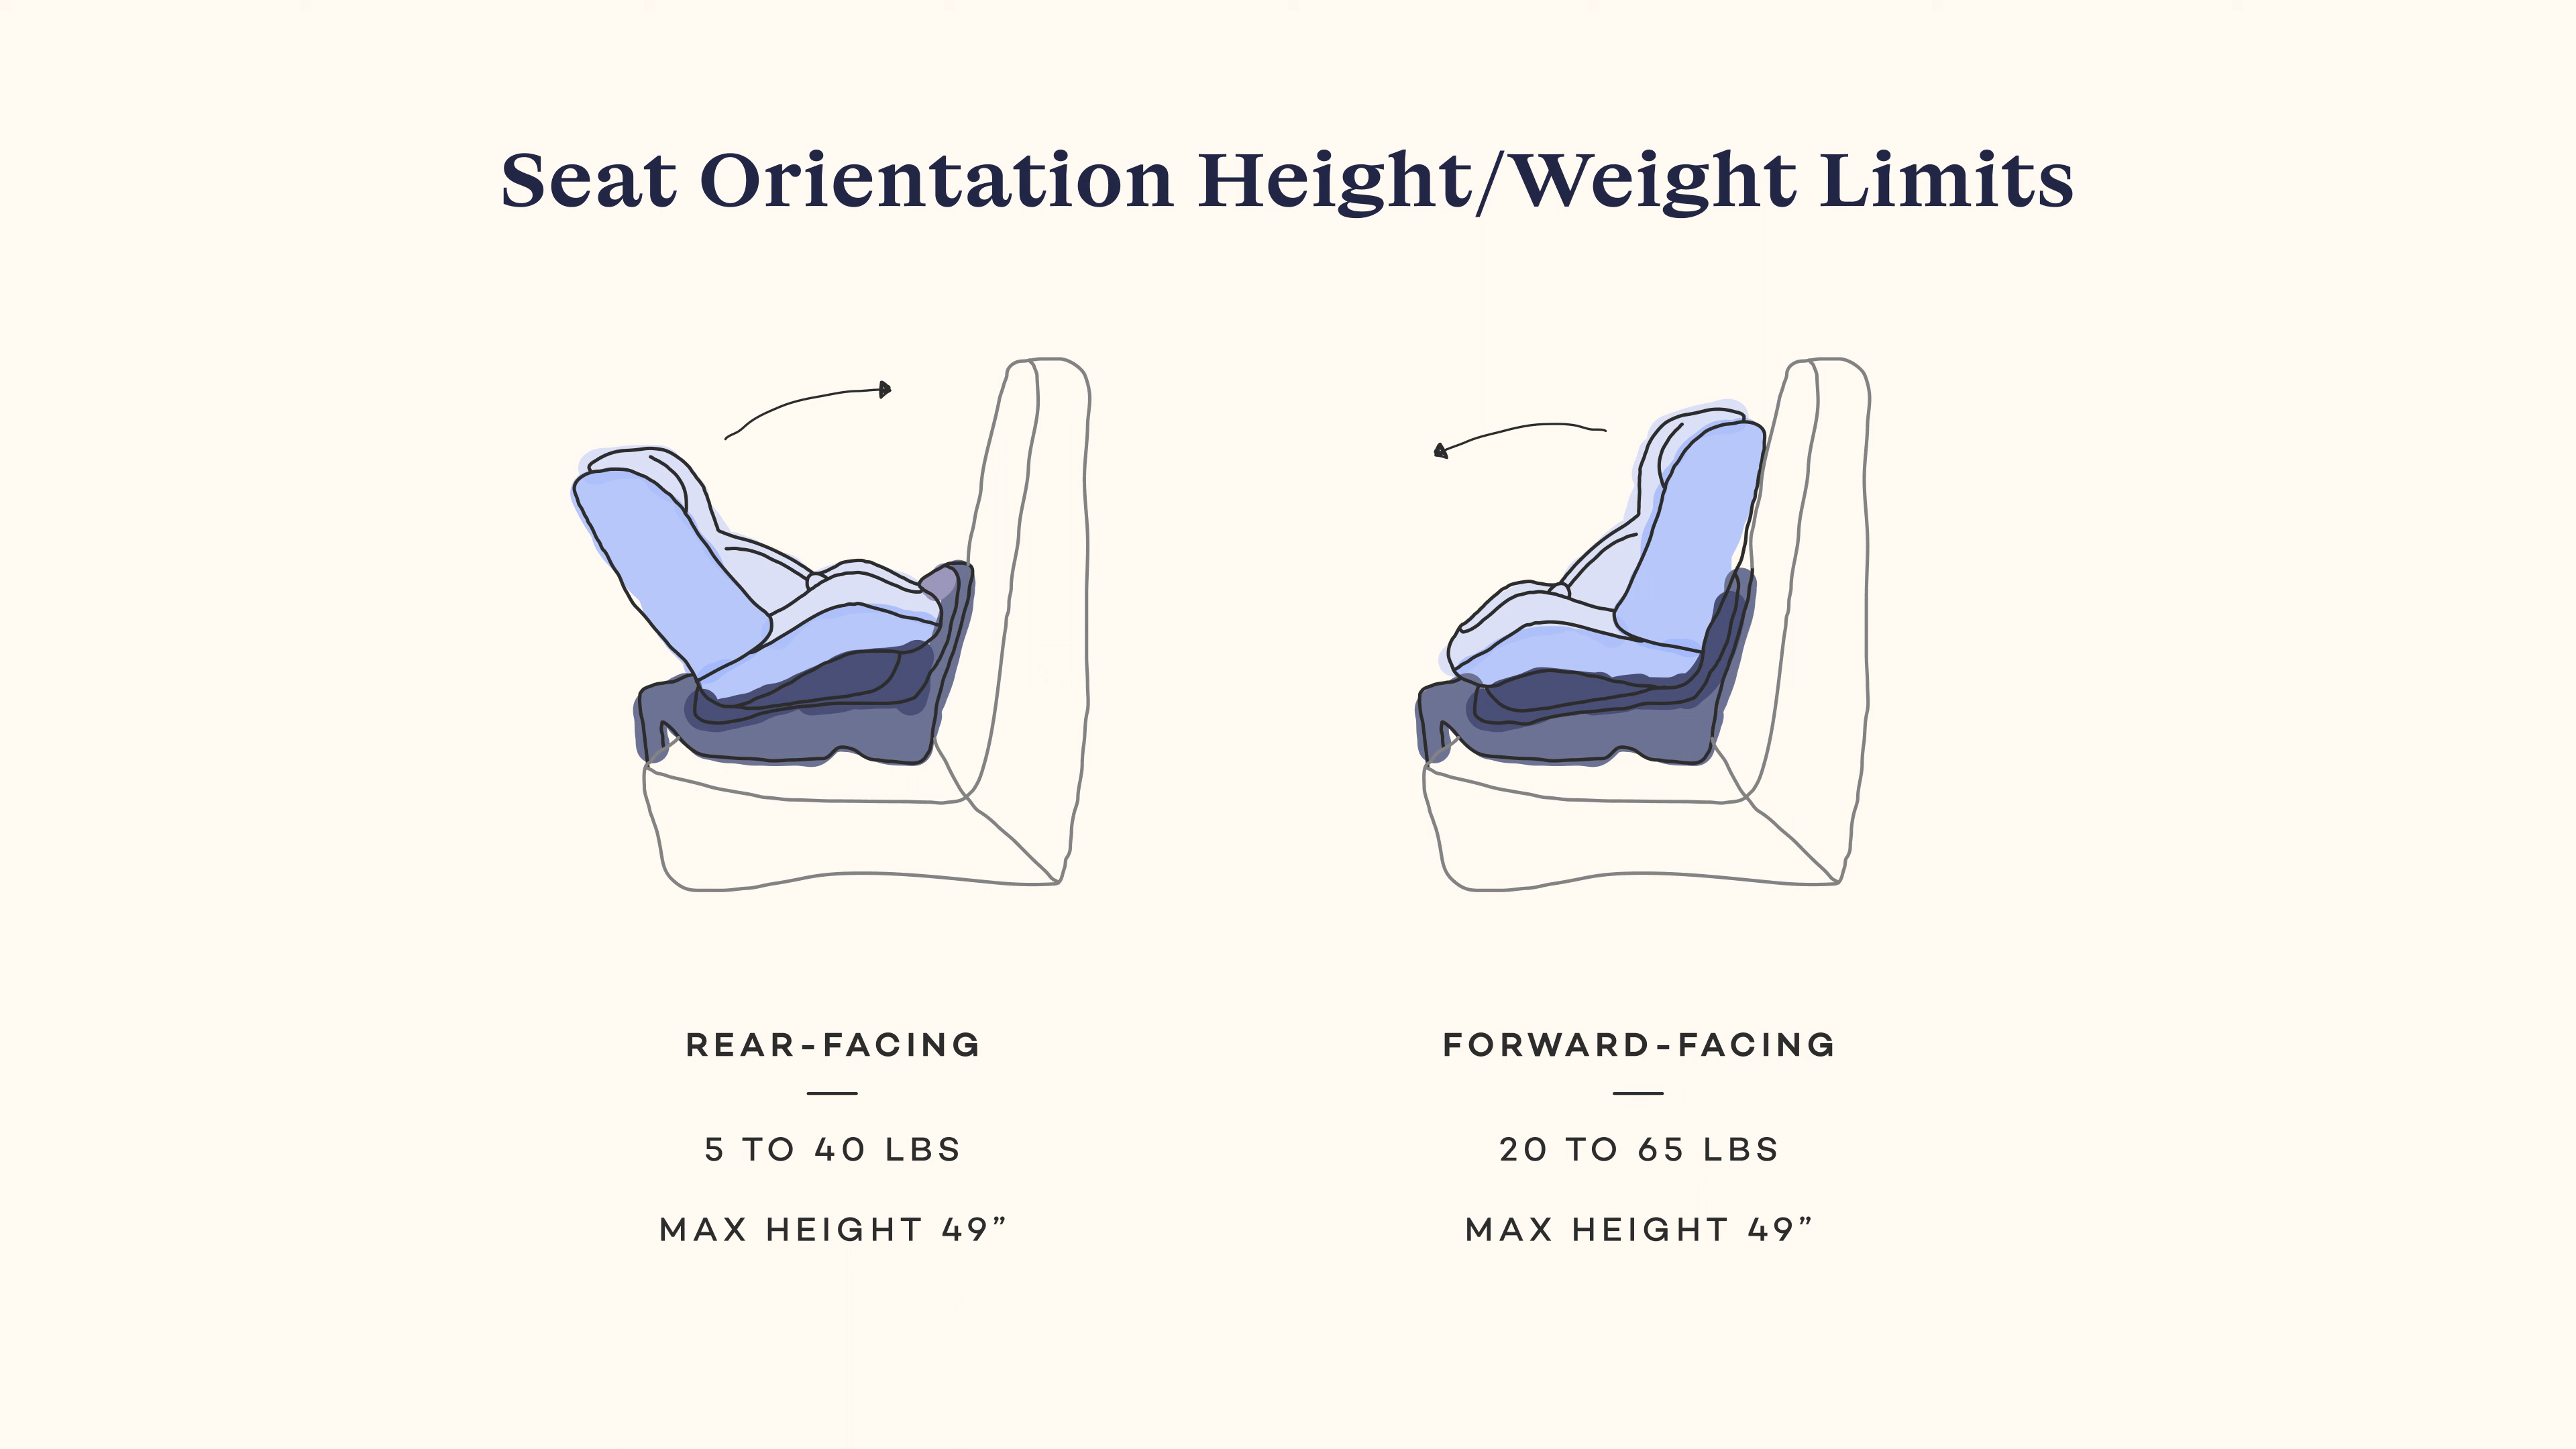 Seat Orientation Height/Weight Limits
REAR-FACING
5 TO 40 LBS
MAX HEIGHT 49”
FORWARD-FACING
20 TO 65 LBS
MAX HEIGHT 49”